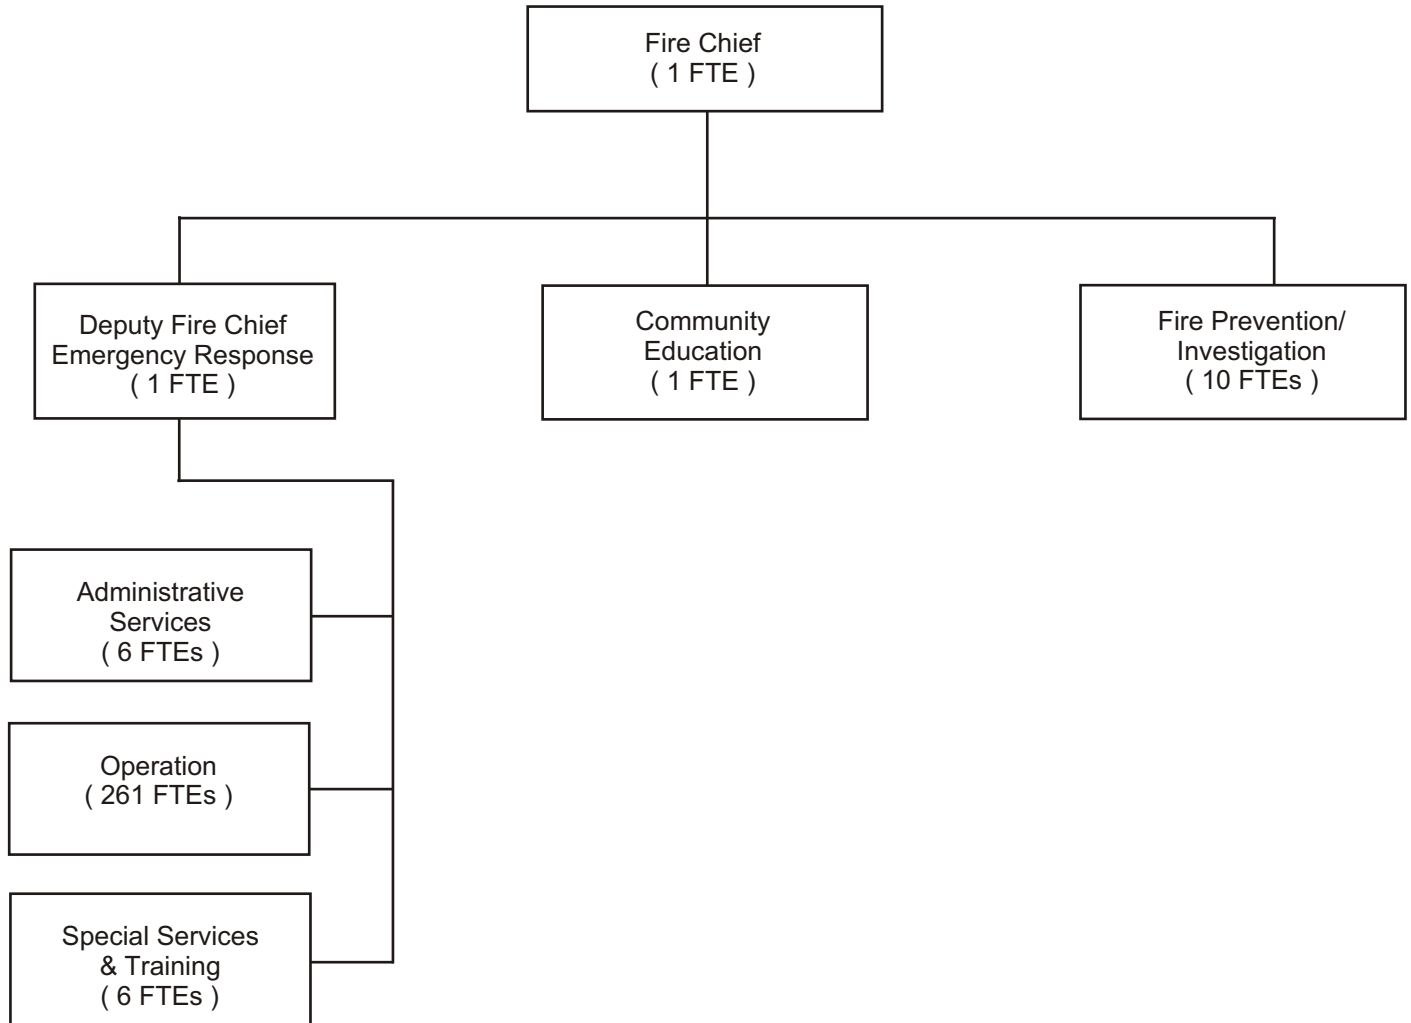 Fire Chief
( 1 FTE )
Deputy Fire Chief
Emergency Response
( 1 FTE )
Community
Education
( 1 FTE )
Fire Prevention/
Investigation
( 10 FTEs )
Administrative
Services
( 6 FTEs )
Operation
( 261 FTEs )
Special Services
& Training
( 6 FTEs )